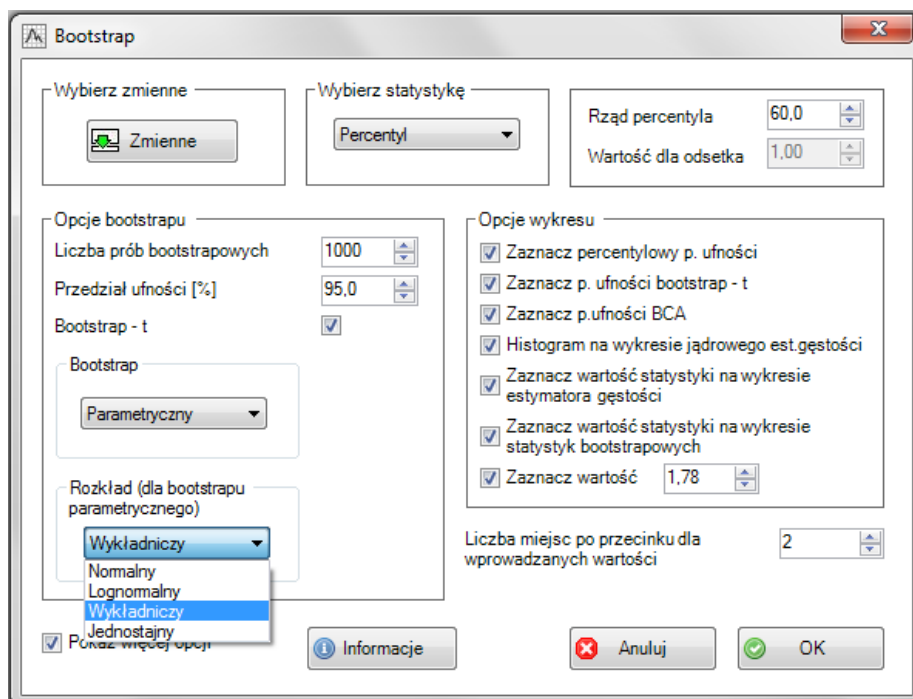 Bootstrap
Wybierz zmienne
Zmienne
Wybierz statystykę
Percentyl
Rząd percentyla
60,0
Wartość dla odsetka
1,00
Opcje bootstrapu
Liczba prób bootstrapowych
1000
Przedział ufności [%]
95,0
Bootstrap - t
Bootstrap
Parametryczny
Rozkład (dla bootstrapu
parametrycznego)
Wykładniczy
Normalny
Lognormalny
Wykładniczy
Jednostajny
Opcje wykresu
Zaznacz percentylowy p. ufności
Zaznacz p. ufności bootstrap - t
Zaznacz p.ufności BCA
Histogram na wykresie jądrowego est.gęstości
Zaznacz wartość statystyki na wykresie
estymatora gęstości
Zaznacz wartość statystyki na wykresie
statystyk bootstrapowych
Zaznacz wartość
1,78
Liczba miejsc po przecinku dla
wprowadzanych wartości
2
Pokaż więcej opcji
Informacje
Anuluj
OK